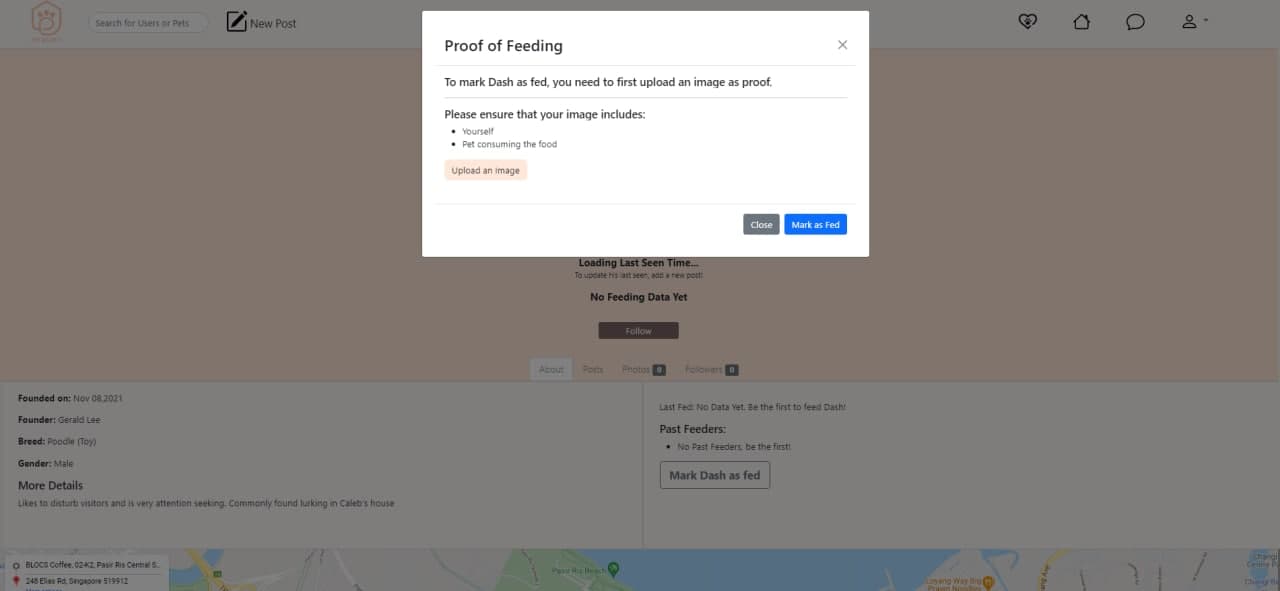 Search for Users or Pets
New Post
Proof of Feeding
To mark Dash as fed, you need to first upload an image as proof.
Please ensure that your image includes:
Yourself
Pet consuming the food
Upload an image
Close
Mark as Fed
Loading Last Seen Time...
To update his last seen, add a new post!
No Feeding Data Yet
Follow
About
Posts
Photos 0
Followers 0
Founded on: Nov 08,2021
Founder: Gerald Lee
Breed: Poodle (Toy)
Gender: Male
More Details
Likes to disturb visitors and is very attention seeking. Commonly found lurking in Caleb's house
Last Fed: No Data Yet. Be the first to feed Dash!
Past Feeders:
No Past Feeders, be the first!
Mark Dash as fed
BLOCS Coffee, 02-K2, Pasir Ris Central S...
248 Elias Rd, Singapore 519912
Pasir Ris Beach
Loyang Way Big
Prawn Noodles
Changi